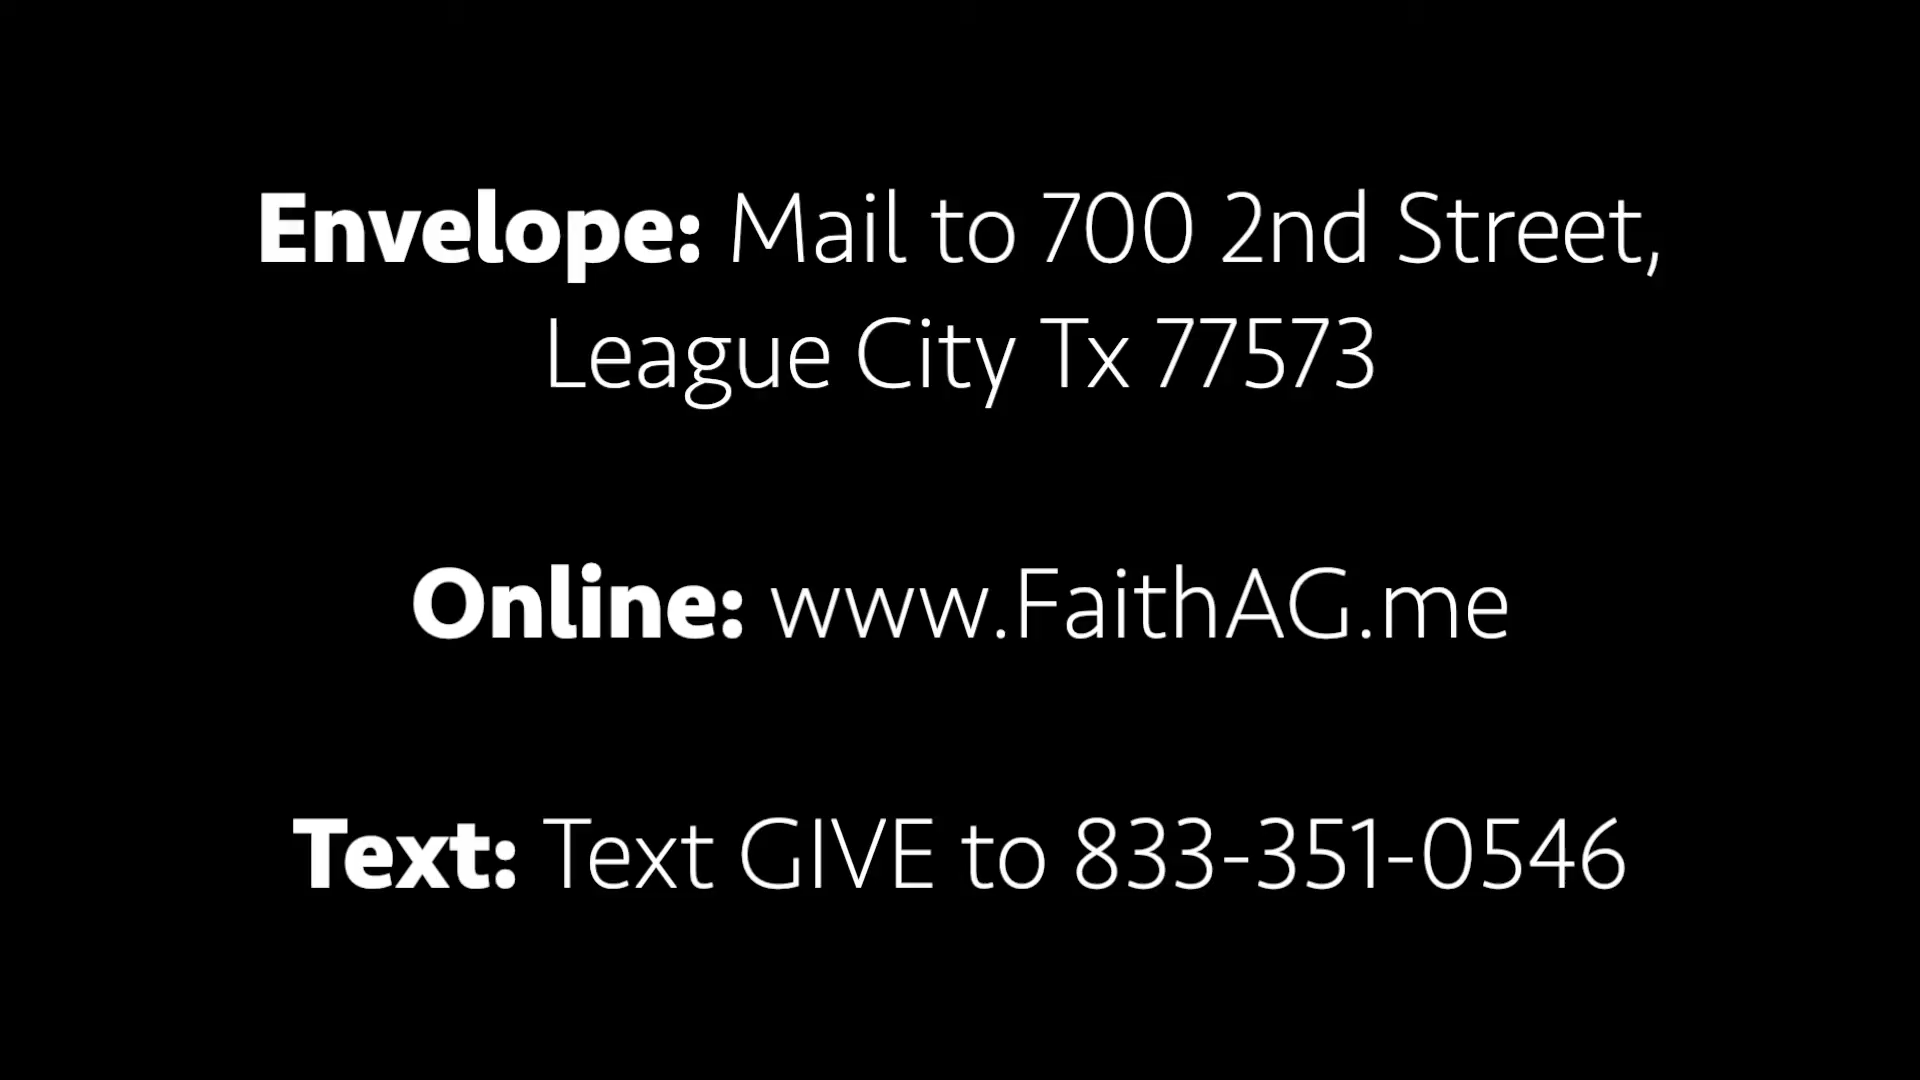 Envelope: Mail to 700 2nd Street,
League City Tx 77573
Online: www.FaithAG.me
Text: Text GIVE to 833-351-0546